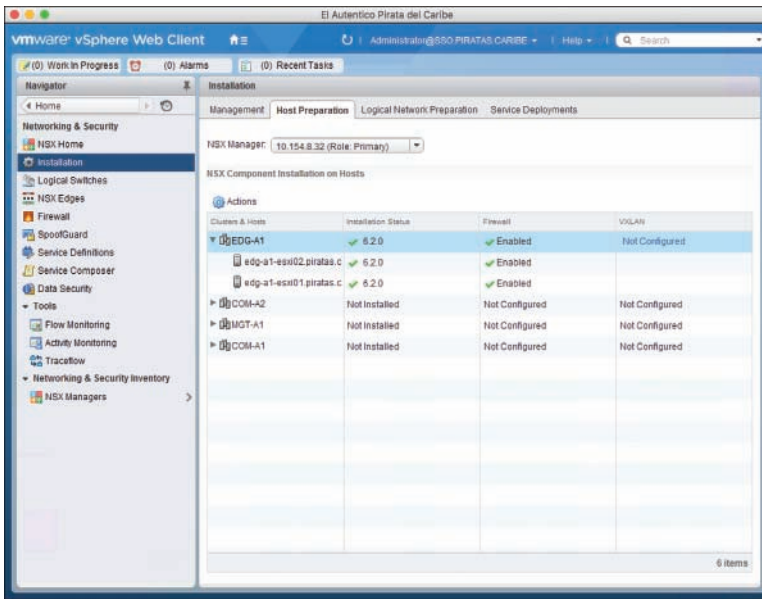 El Autentico Pirata del Caribe
vmware® vSphere Web Client
Administrator@SSO.PIRATAS.CARIBE
Help
Search
(0) Work In Progress
(0) Alarms
(0) Recent Tasks
Navigator
Installation
Home
Management
Host Preparation
Logical Network Preparation
Service Deployments
Networking & Security
NSX Home
Installation
Logical Switches
NSX Edges
Firewall
SpoofGuard
Service Definitions
Service Composer
Data Security
Tools
Flow Monitoring
Activity Monitoring
Traceflow
Networking & Security Inventory
NSX Managers
NSX Manager: 10.154.8.32 (Role: Primary)
NSX Component Installation on Hosts
Actions
Clusters & Hosts Installation Status Firewall VXLAN
EDG-A1 6.2.0 Enabled Not Configured
edg-a1-esxi02.piratas.c 6.2.0 Enabled
edg-a1-esxi01.piratas.c 6.2.0 Enabled
COM-A2 Not Installed Not Configured Not Configured
MGT-A1 Not Installed Not Configured Not Configured
COM-A1 Not Installed Not Configured Not Configured
6 items